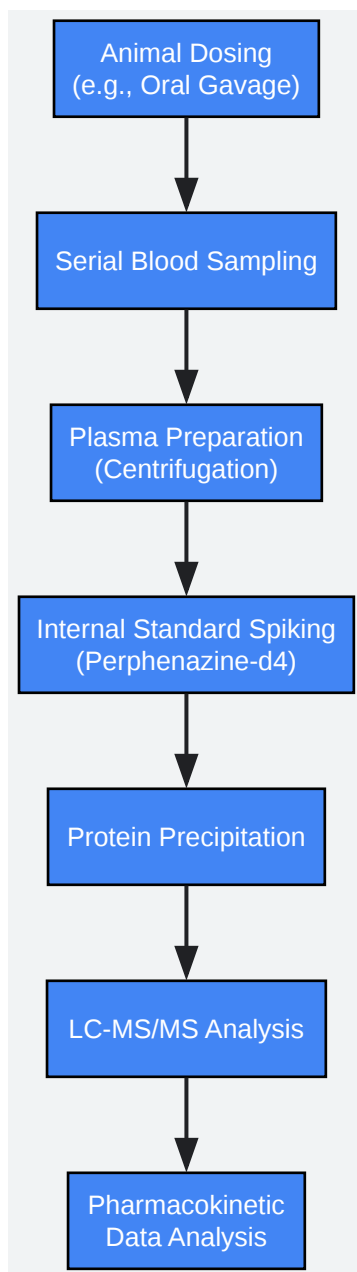 Animal Dosing
(e.g., Oral Gavage)
Serial Blood Sampling
Plasma Preparation
(Centrifugation)
Internal Standard Spiking
(Perphenazine-d4)
Protein Precipitation
LC-MS/MS Analysis
Pharmacokinetic
Data Analysis